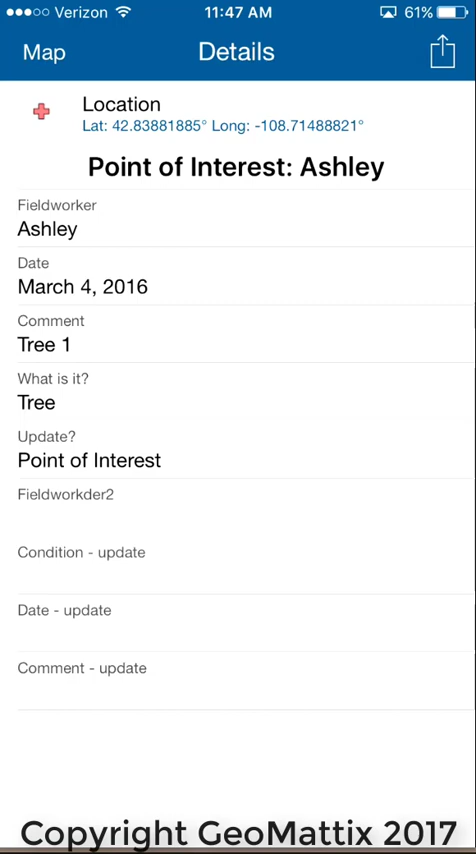 Verizon 11:47 AM 61%
Map Details
Location
Lat: 42.83881885° Long: -108.71488821°
Point of Interest: Ashley
Fieldworker
Ashley
Date
March 4, 2016
Comment
Tree 1
What is it?
Tree
Update?
Point of Interest
Fieldworkder2
Condition - update
Date - update
Comment - update
Copyright GeoMattix 2017